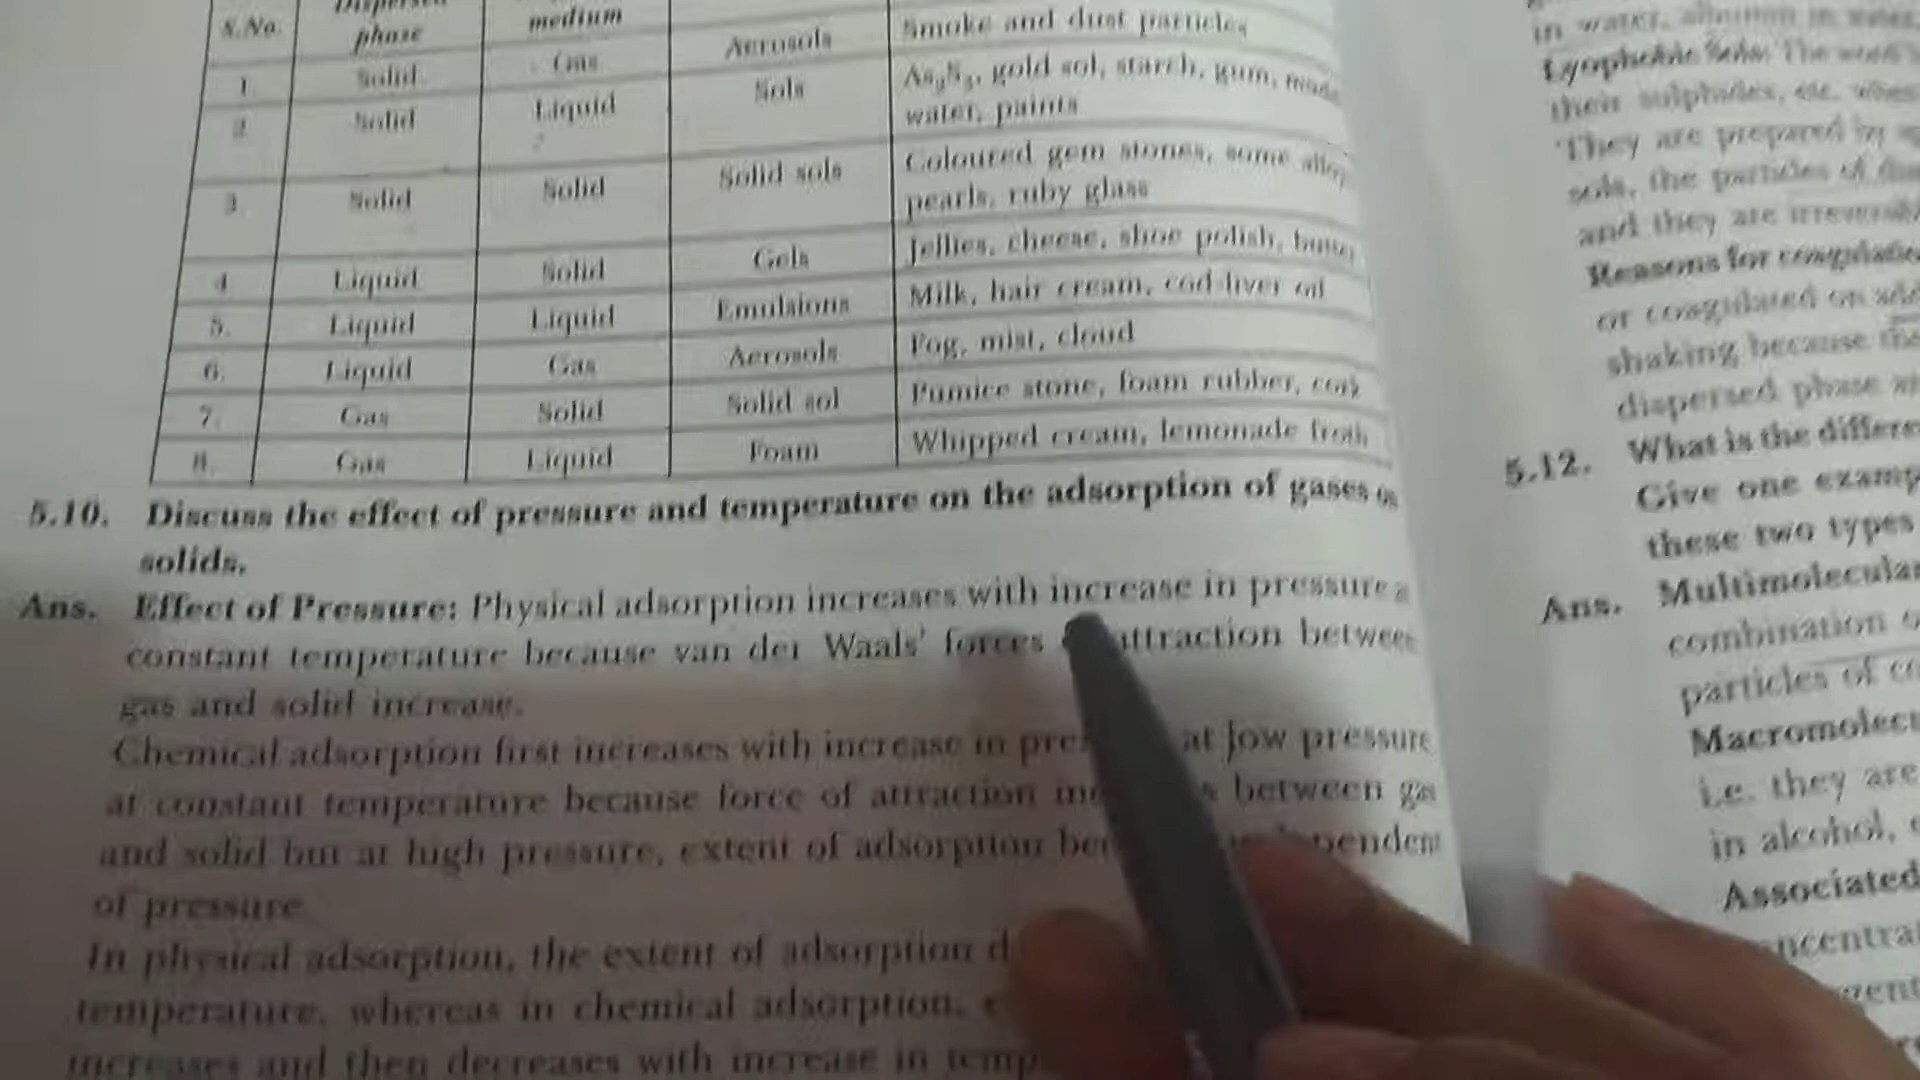 S.No. Dispersed phase medium
1. Solid Gas Aerosols Smoke and dust particles
2. Solid Liquid Sols As₂S₃, gold sol, starch, gum,
water, paints
3. Solid Solid Solid sols Coloured gem stones, some
pearls, ruby glass
4. Liquid Solid Gels Jellies, cheese, shoe polish, butter
5. Liquid Liquid Emulsions Milk, hair cream, cod liver oil
6. Liquid Gas Aerosols Fog, mist, cloud
7. Gas Solid Solid sol Pumice stone, foam rubber, cork
8. Gas Liquid Foam Whipped cream, lemonade froth
5.10. Discuss the effect of pressure and temperature on the adsorption of gases
solids.
Ans. Effect of Pressure: Physical adsorption increases with increase in pressure
constant temperature because van der Waals' forces attraction between
gas and solid increase.
Chemical adsorption first increases with increase in at low pressure
at constant temperature because force of attraction between gas
and solid but at high pressure, extent of adsorption
of pressure
In physical adsorption, the extent of adsorption
temperature, whereas in chemical adsorption,
increases and then decreases with increase in
in water,
Lyophobic Sols: The
their sulphides, etc. when
They are prepared by
sols, the particles of
and they are
Reasons for
or coagulated on
shaking because the
dispersed phase
5.12. What is the
Give one
these two types
Ans.
combination
particles of
i.e. they are
in alcohol,
Associated